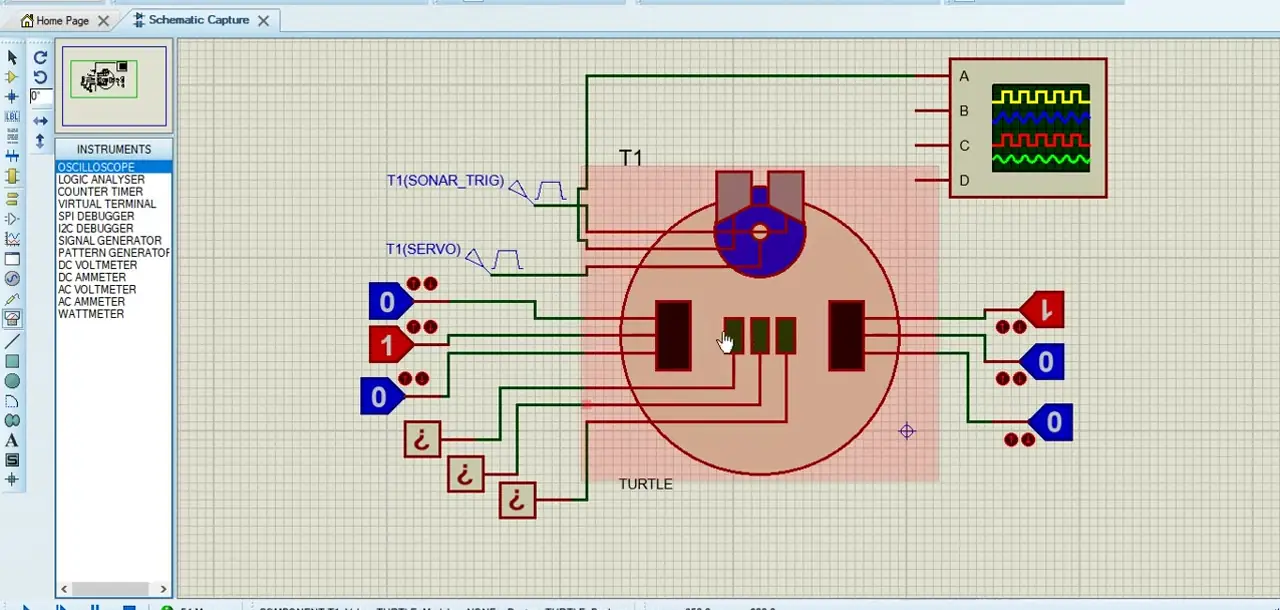 Home Page
Schematic Capture
0°
LBL
INSTRUMENTS
OSCILLOSCOPE
LOGIC ANALYSER
COUNTER TIMER
VIRTUAL TERMINAL
SPI DEBUGGER
I2C DEBUGGER
SIGNAL GENERATOR
PATTERN GENERATOR
DC VOLTMETER
DC AMMETER
AC VOLTMETER
AC AMMETER
WATTMETER
A
S
A
B
C
D
T1
T1(SONAR_TRIG)
T1(SERVO)
0
1
0
1
0
0
?
?
?
TURTLE